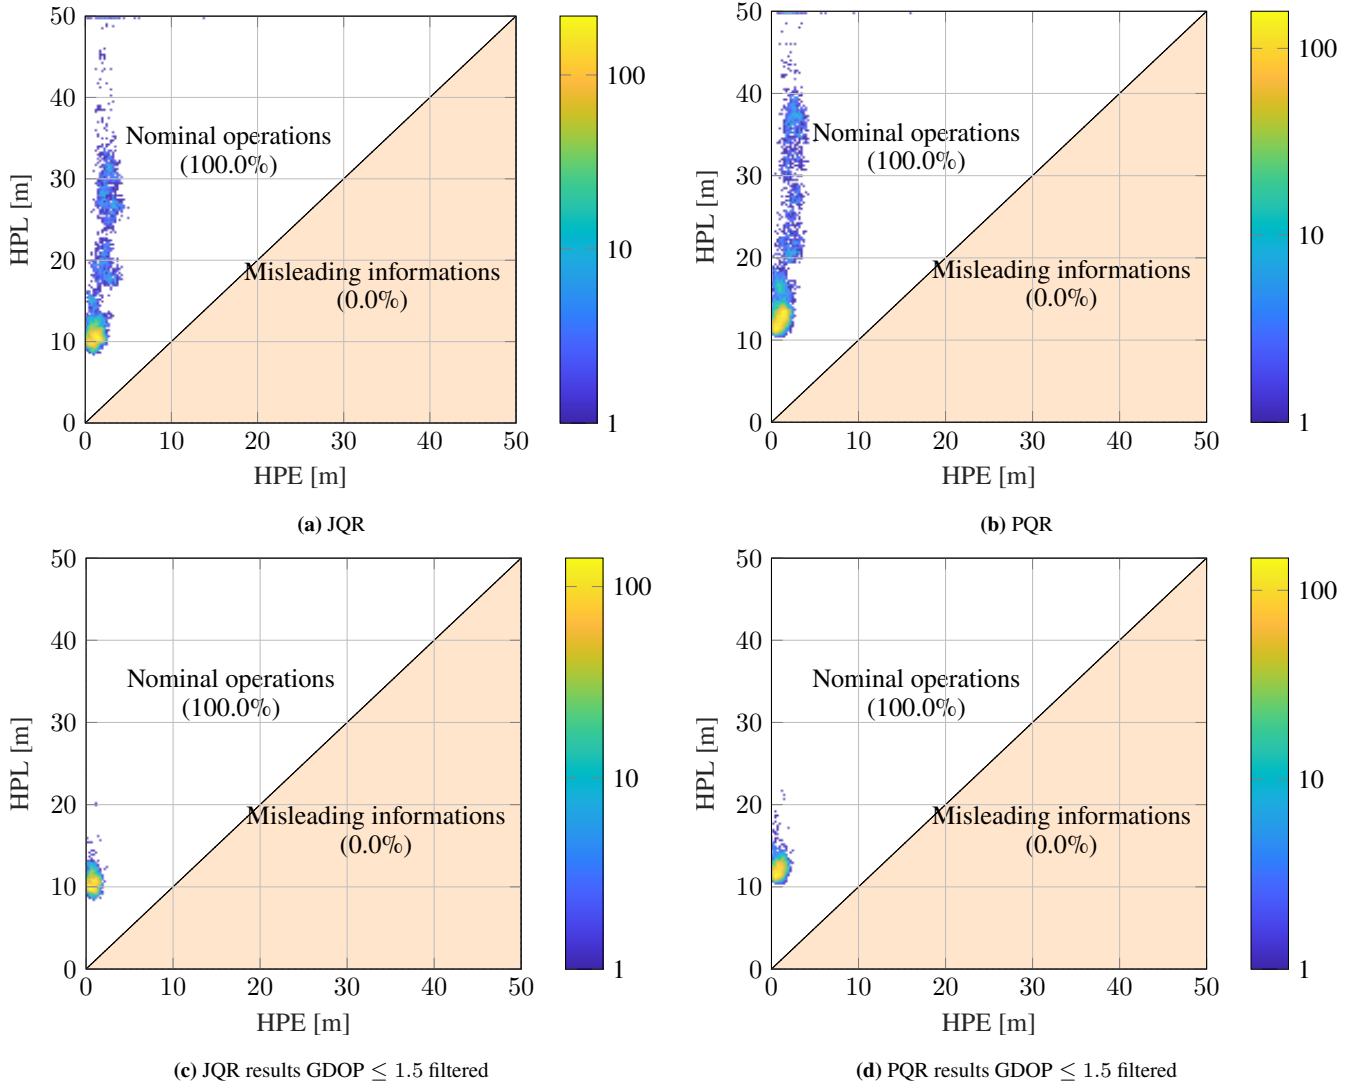 50
40
30
20
10
0
HPL [m]
0 10 20 30 40 50
HPE [m]
Nominal operations
(100.0%)
Misleading informations
(0.0%)
100
10
1
(a) JQR
50
40
30
20
10
0
HPL [m]
0 10 20 30 40 50
HPE [m]
Nominal operations
(100.0%)
Misleading informations
(0.0%)
100
10
1
(b) PQR
50
40
30
20
10
0
HPL [m]
0 10 20 30 40 50
HPE [m]
Nominal operations
(100.0%)
Misleading informations
(0.0%)
100
10
1
(c) JQR results GDOP ≤ 1.5 filtered
50
40
30
20
10
0
HPL [m]
0 10 20 30 40 50
HPE [m]
Nominal operations
(100.0%)
Misleading informations
(0.0%)
100
10
1
(d) PQR results GDOP ≤ 1.5 filtered